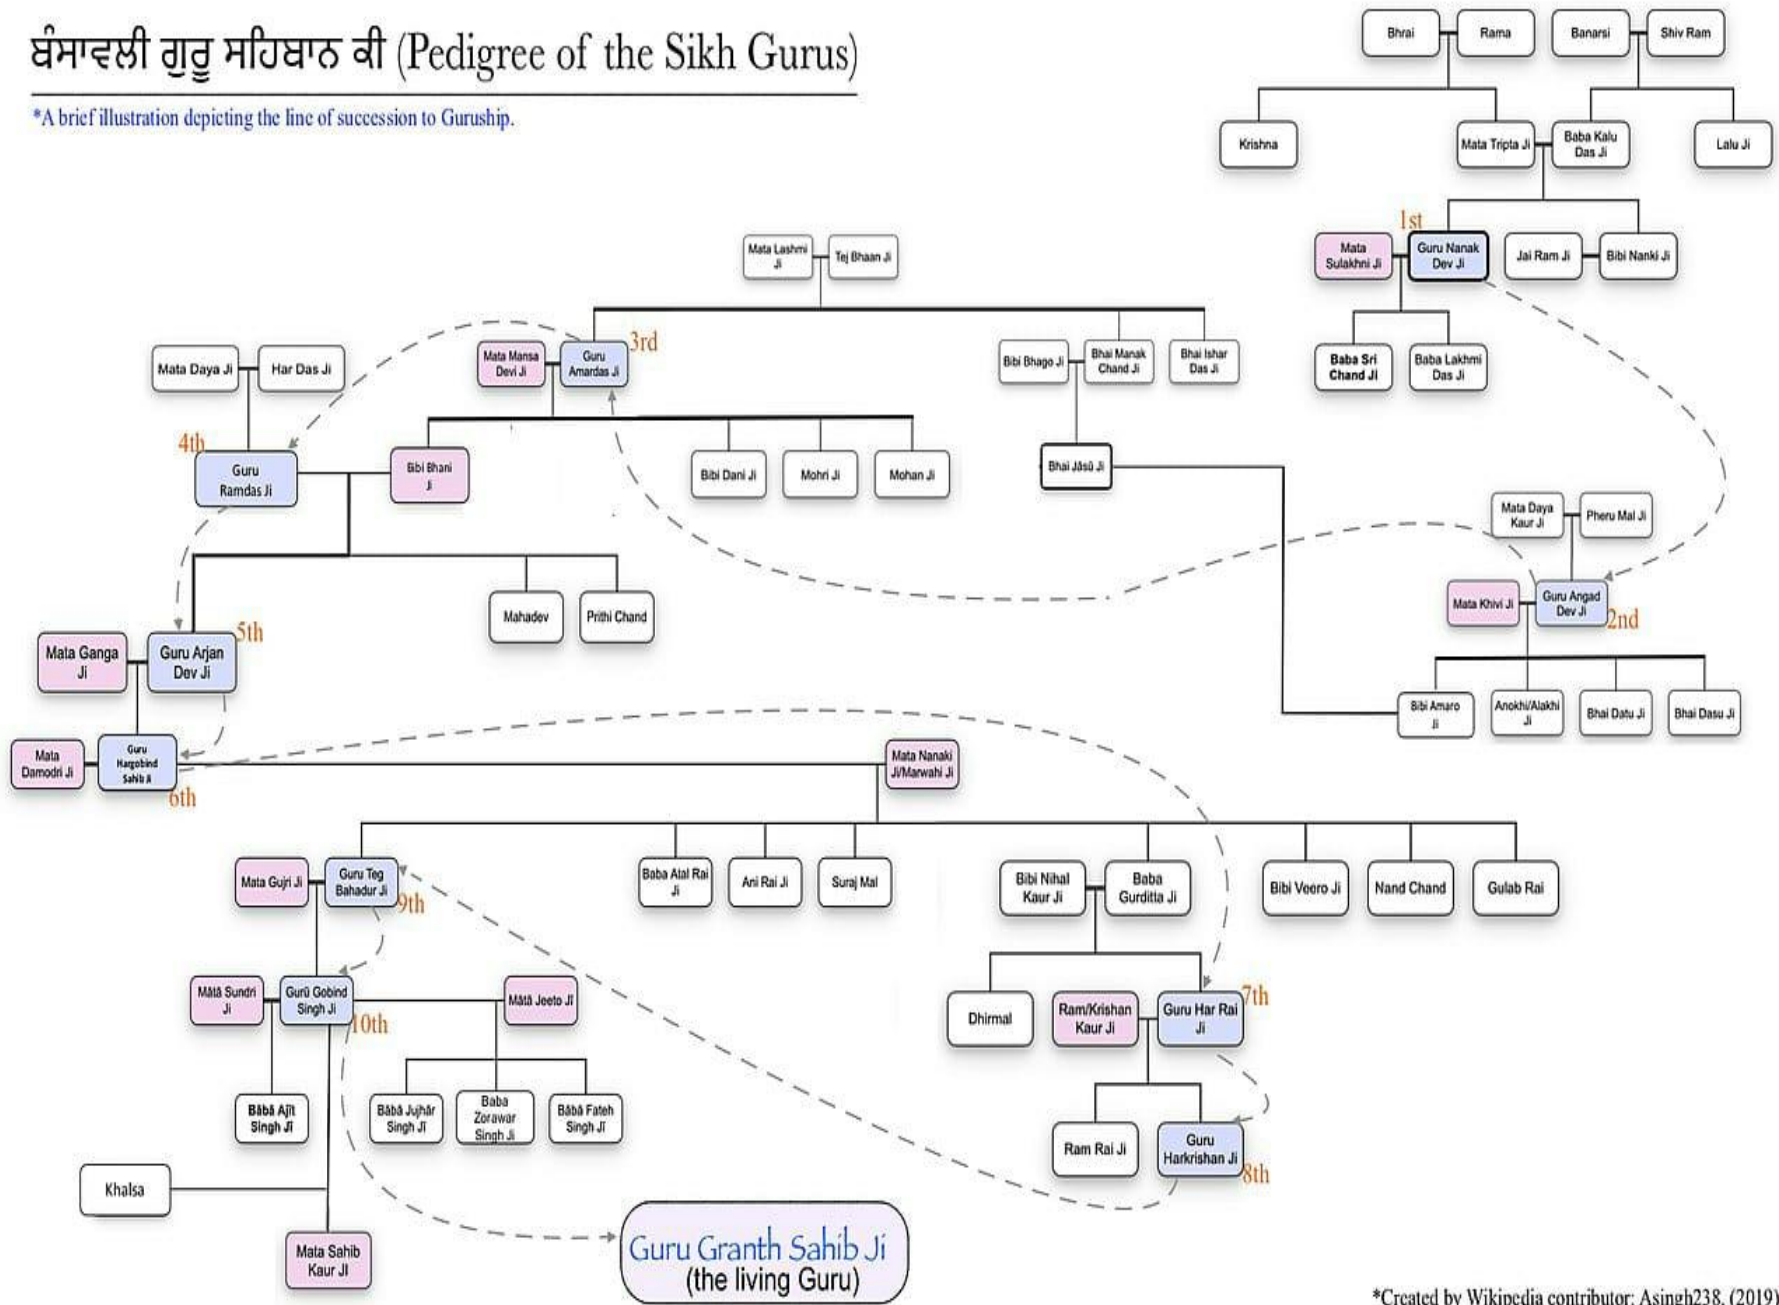 ਬੰਸਾਵਲੀ ਗੁਰੂ ਸਹਿਬਾਨ ਕੀ (Pedigree of the Sikh Gurus)
*A brief illustration depicting the line of succession to Guruship.
Bhrai
Rama
Banarsi
Shiv Ram
Krishna
Mata Tripta Ji
Baba Kalu
Das Ji
Lalu Ji
1st
Mata
Sulakhni Ji
Guru Nanak
Dev Ji
Jai Ram Ji
Bibi Nanki Ji
Mata Lashmi
Ji
Tej Bhaan Ji
Baba Sri
Chand Ji
Baba Lakhmi
Das Ji
3rd
Mata Daya Ji
Har Das Ji
Mata Mansa
Devi Ji
Guru
Amardas Ji
Bibi Bhago Ji
Bhai Manak
Chand Ji
Bhai Ishar
Das Ji
4th
Guru
Ramdas Ji
Bibi Bhani
Ji
Bibi Dani Ji
Mohri Ji
Mohan Ji
Bhai Jāsū Ji
Mata Daya
Kaur Ji
Pheru Mal Ji
Mata Khivi Ji
Guru Angad
Dev Ji
2nd
Mahadev
Prithi Chand
5th
Mata Ganga
Ji
Guru Arjan
Dev Ji
Bibi Amaro
Ji
Anokhi/Alakhi
Ji
Bhai Datu Ji
Bhai Dasu Ji
Mata
Damodri Ji
Guru
Hargobind
Sahib Ji
6th
Mata Nanaki
Ji/Marwahi Ji
Mata Gujri Ji
Guru Teg
Bahadur Ji
9th
Baba Atal Rai
Ji
Ani Rai Ji
Suraj Mal
Bibi Nihal
Kaur Ji
Baba
Gurditta Ji
Bibi Veero Ji
Nand Chand
Gulab Rai
Mātā Sundri
Ji
Gurū Gobind
Singh Ji
10th
Mātā Jeeto Jī
Dhirmal
Ram/Krishan
Kaur Ji
Guru Har Rai
Ji
7th
Bābā Ajīt
Singh Jī
Bābā Jujhār
Singh Jī
Baba
Zorawar
Singh Ji
Bābā Fateh
Singh Jī
Ram Rai Ji
Guru
Harkrishan Ji
8th
Khalsa
Mata Sahib
Kaur JI
Guru Granth Sahib Ji
(the living Guru)
*Created by Wikipedia contributor: Asingh238. (2019)